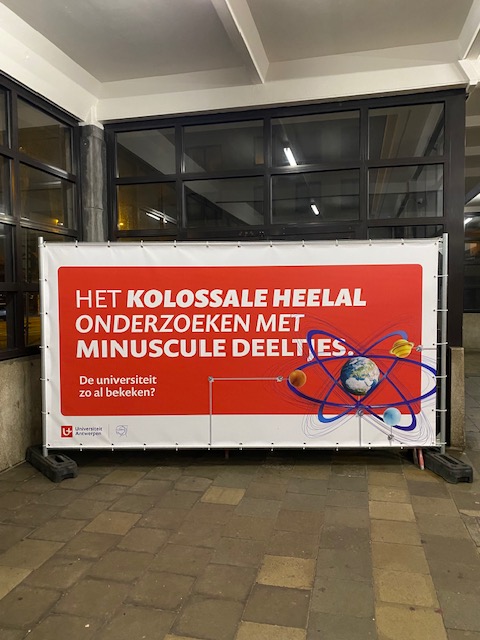 HET KOLOSSALE HEELAL
ONDERZOEKEN MET
MINUSCULE DEELTJES.
De universiteit
zo al bekeken?
Universiteit
Antwerpen